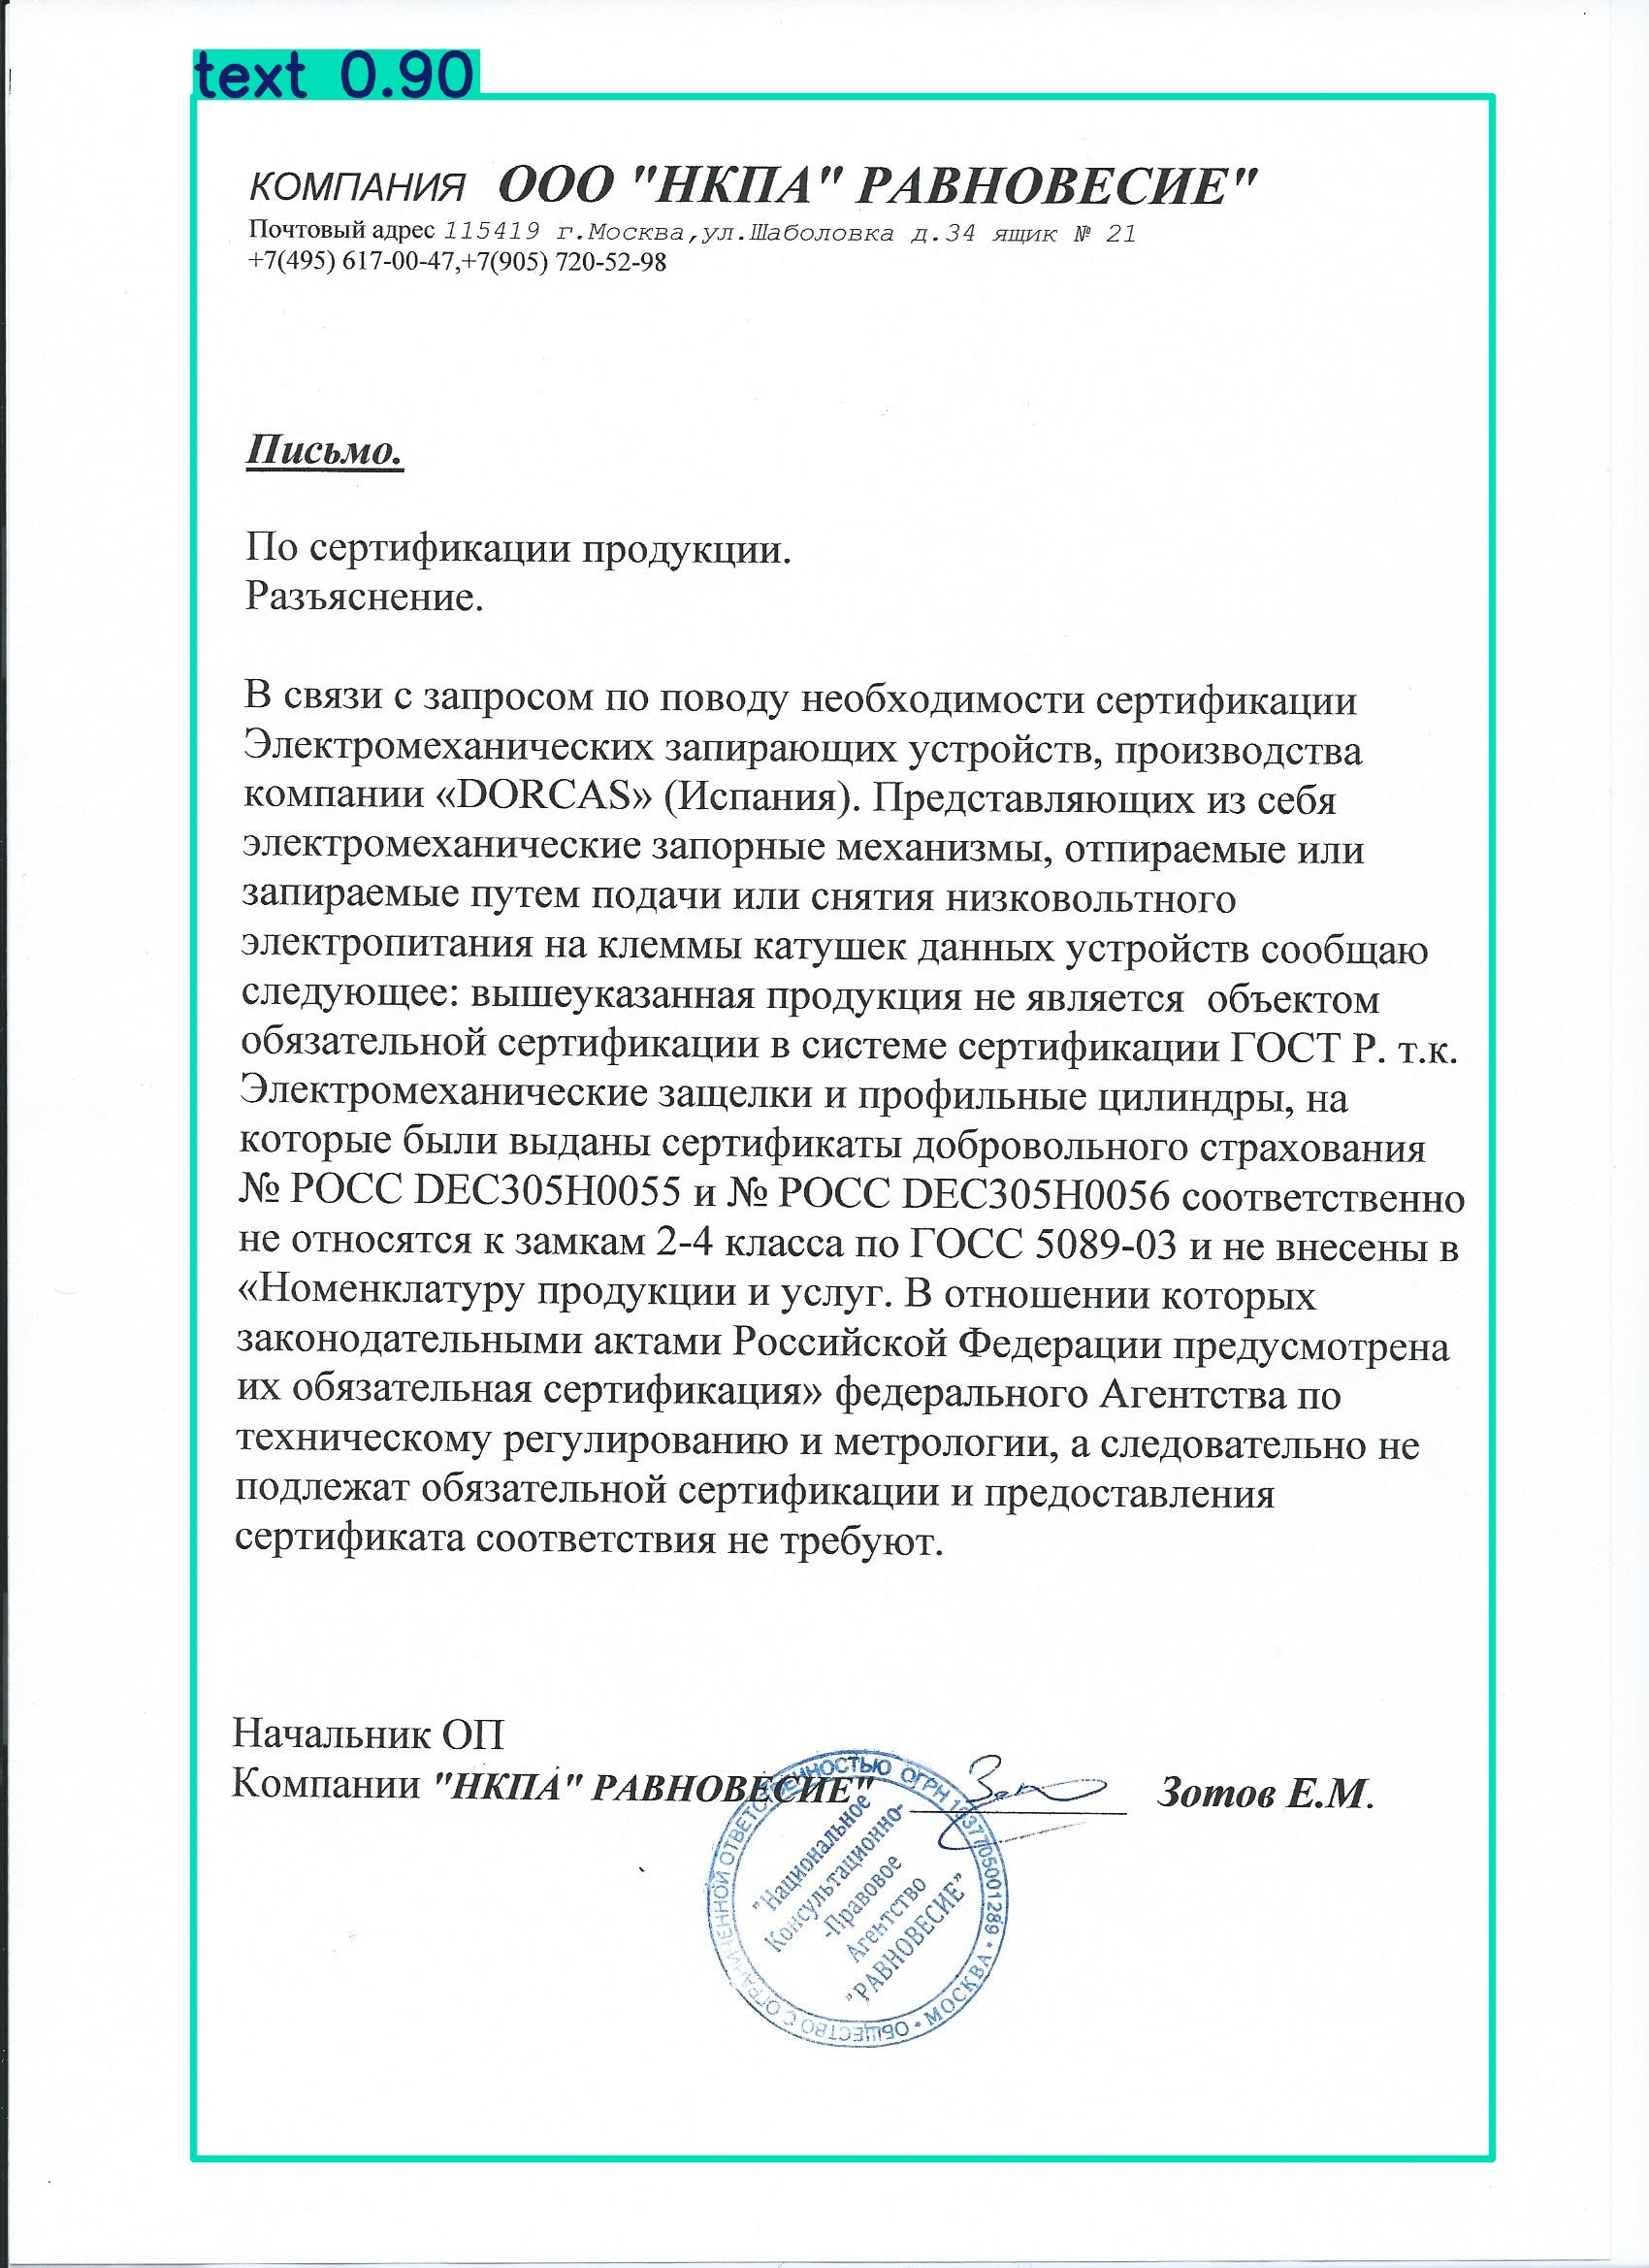 text 0.90
КОМПАНИЯ ООО "НКПА" РАВНОВЕСИЕ"
Почтовый адрес 115419 г.Москва,ул.Шаболовка д.34 ящик № 21
+7(495) 617-00-47,+7(905) 720-52-98
Письмо.
По сертификации продукции.
Разъяснение.
В связи с запросом по поводу необходимости сертификации
Электромеханических запирающих устройств, производства
компании «DORCAS» (Испания). Представляющих из себя
электромеханические запорные механизмы, отпираемые или
запираемые путем подачи или снятия низковольтного
электропитания на клеммы катушек данных устройств сообщаю
следующее: вышеуказанная продукция не является объектом
обязательной сертификации в системе сертификации ГОСТ Р. т.к.
Электромеханические защелки и профильные цилиндры, на
которые были выданы сертификаты добровольного страхования
№ РОСС DEC305H0055 и № РОСС DEC305H0056 соответственно
не относятся к замкам 2-4 класса по ГОСС 5089-03 и не внесены в
«Номенклатуру продукции и услуг. В отношении которых
законодательными актами Российской Федерации предусмотрена
их обязательная сертификация» федерального Агентства по
техническому регулированию и метрологии, а следовательно не
подлежат обязательной сертификации и предоставления
сертификата соответствия не требуют.
Начальник ОП
Компании "НКПА" РАВНОВЕСИЕ" Зотов Е.М.
ОБЩЕСТВО С ОГРАНИЧЕННОЙ ОТВЕТСТВЕННОСТЬЮ ОГРН 1037705001289 • МОСКВА •
"Национальное
Консультационно-
-Правовое
Агентство
"РАВНОВЕСИЕ"